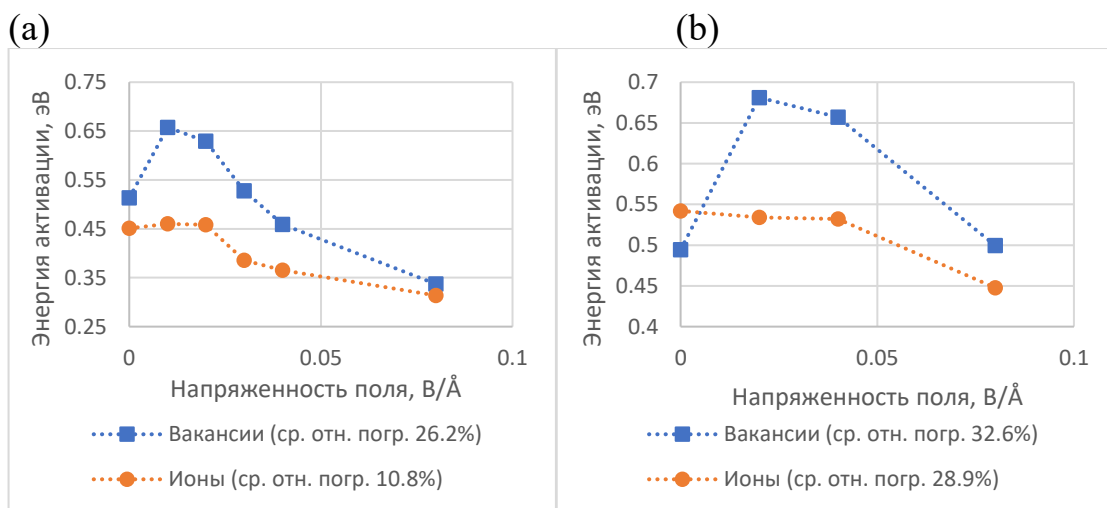 (a)
Энергия активации, эВ
0.75
0.65
0.55
0.45
0.35
0.25
0
0.05
0.1
Напряженность поля, В/Å
Вакансии (ср. отн. погр. 26.2%)
Ионы (ср. отн. погр. 10.8%)
(b)
Энергия активации, эВ
0.7
0.65
0.6
0.55
0.5
0.45
0.4
0
0.05
0.1
Напряженность поля, В/Å
Вакансии (ср. отн. погр. 32.6%)
Ионы (ср. отн. погр. 28.9%)